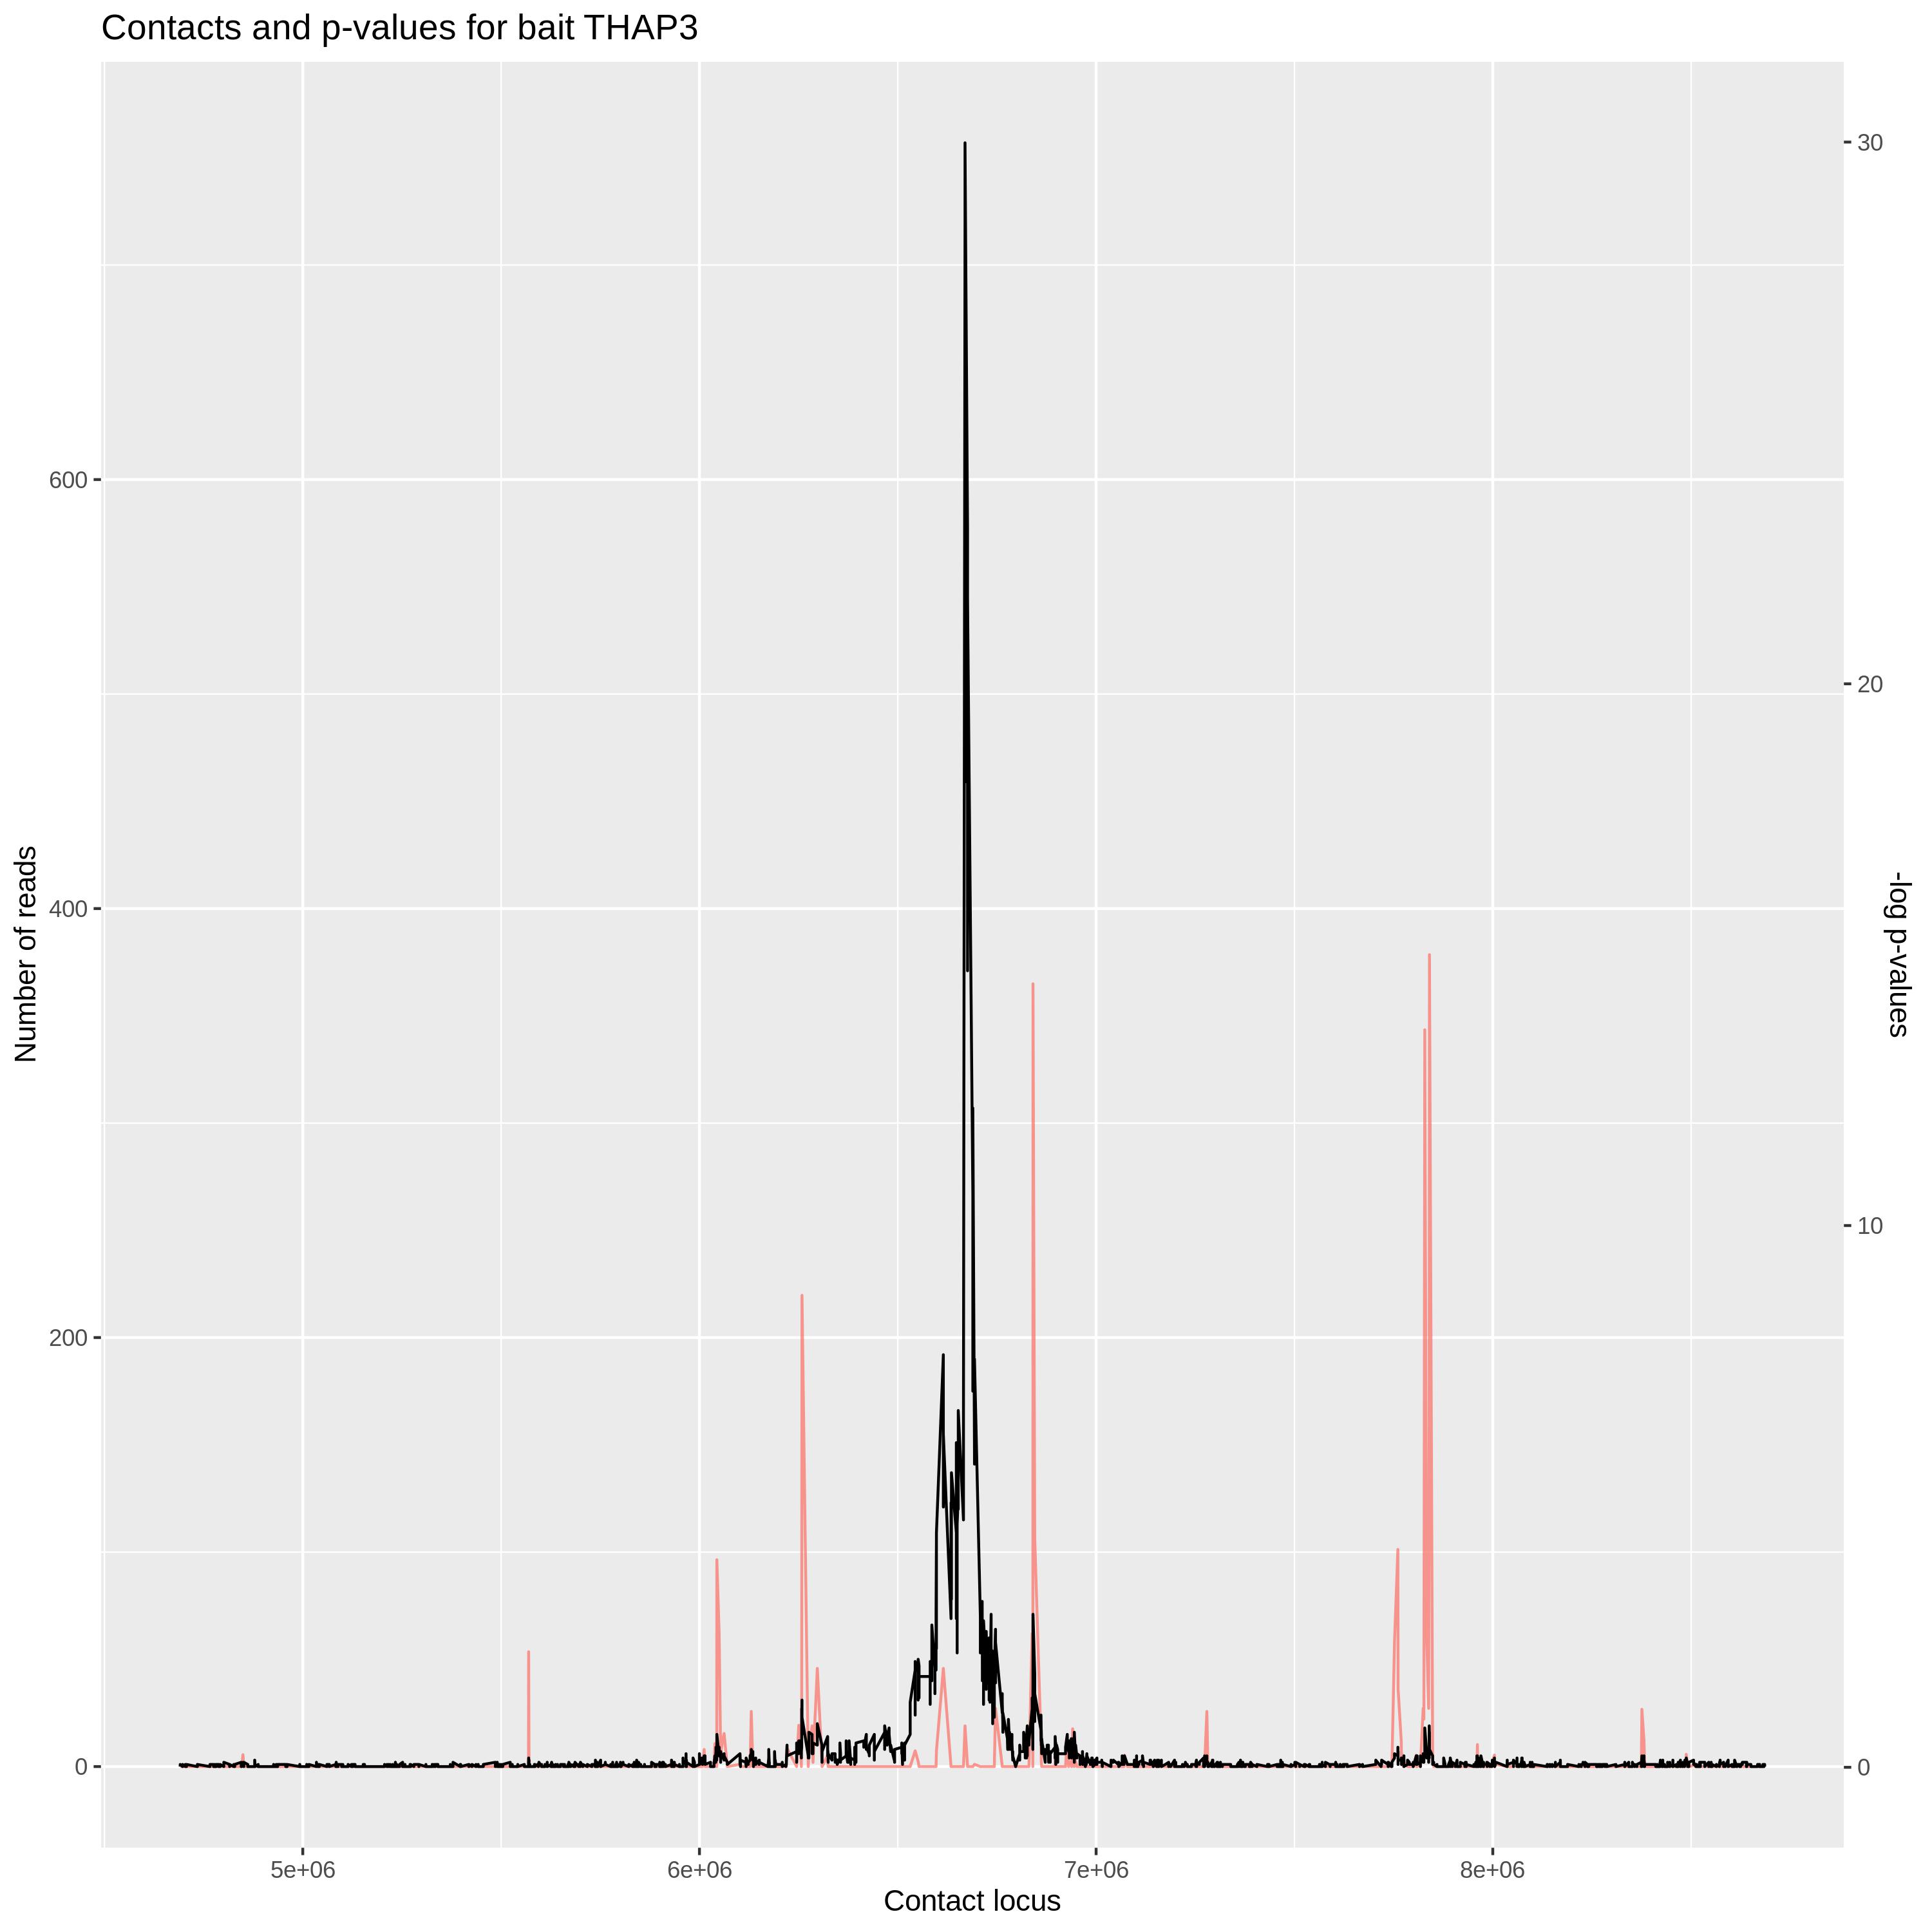 Contacts and p-values for bait THAP3
Number of reads
600
400
200
0
30
20
10
0
-log p-values
5e+06 6e+06 7e+06 8e+06
Contact locus